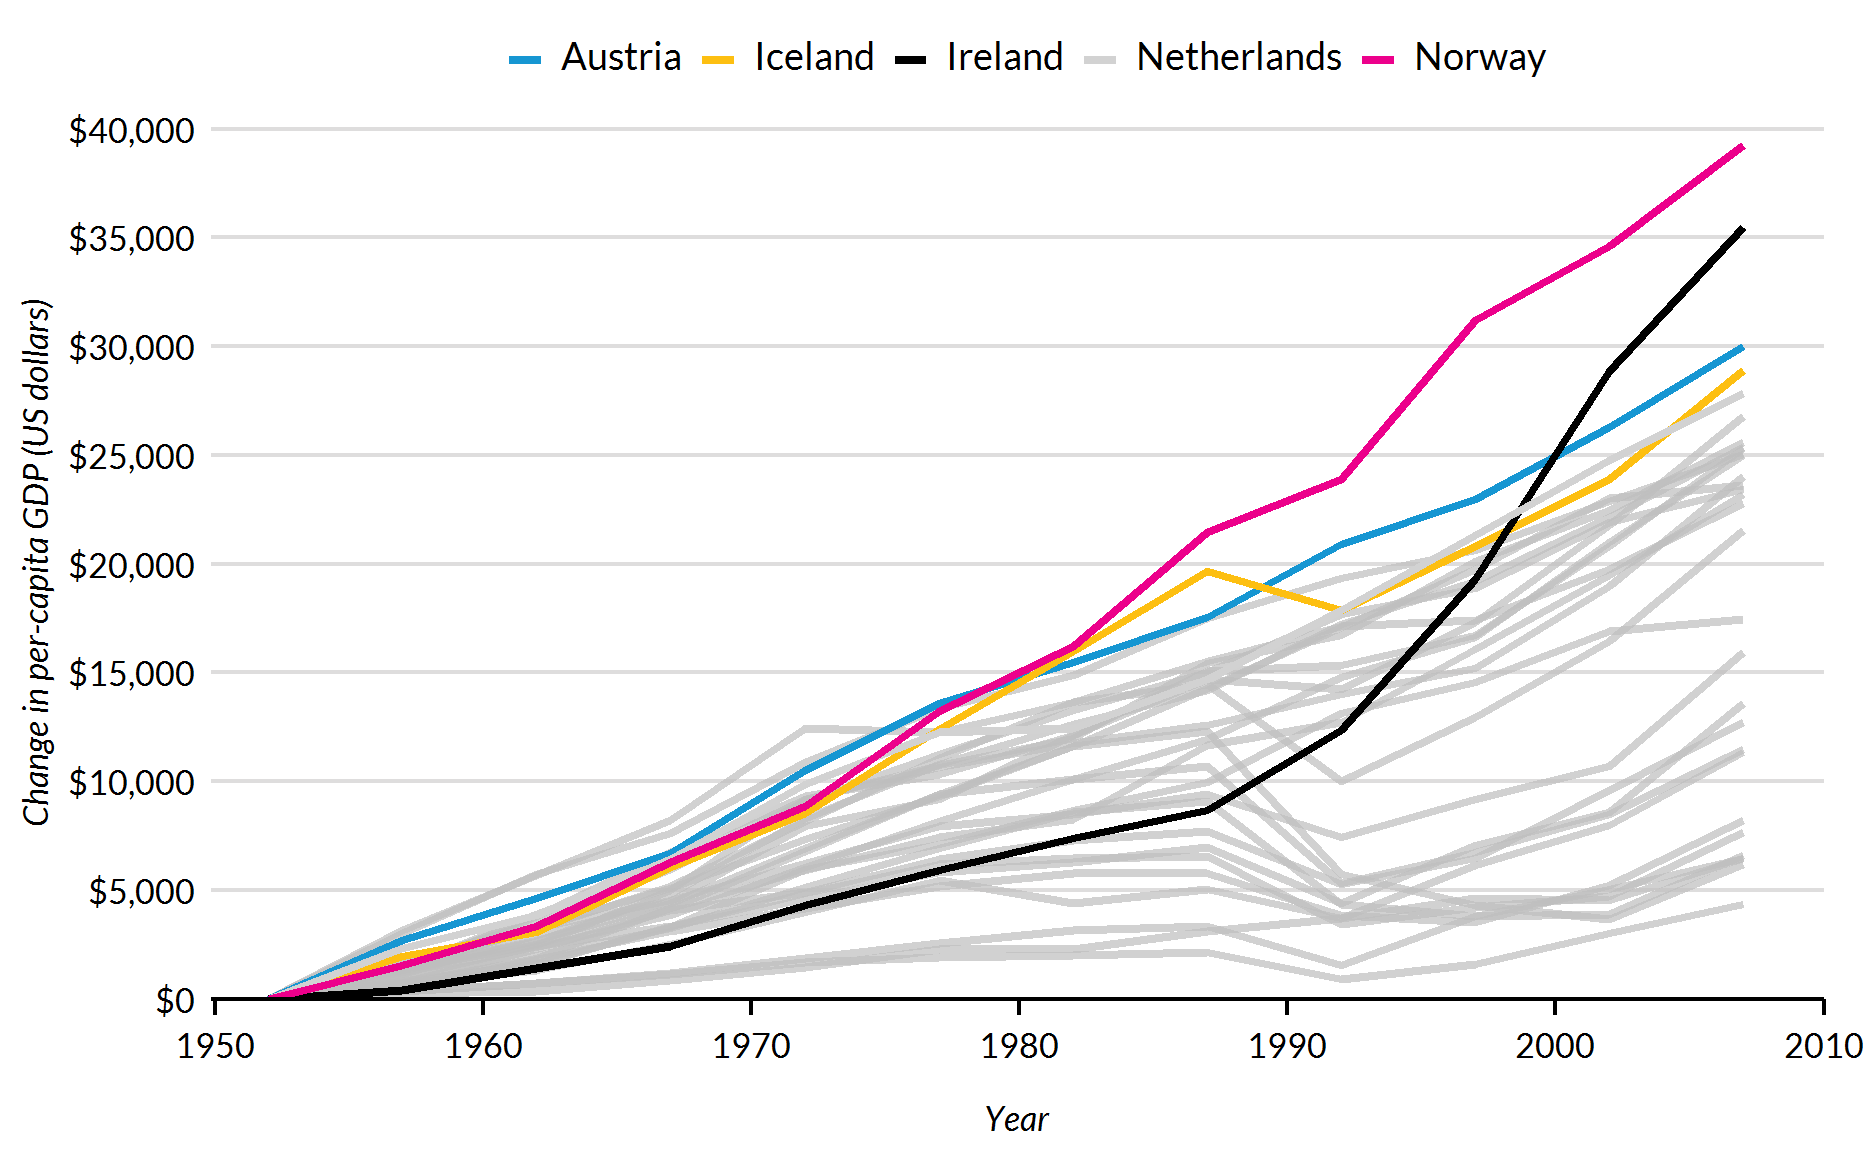 Austria Iceland Ireland Netherlands Norway
$40,000
$35,000
$30,000
$25,000
$20,000
$15,000
$10,000
$5,000
$0
Change in per-capita GDP (US dollars)
1950 1960 1970 1980 1990 2000 2010
Year